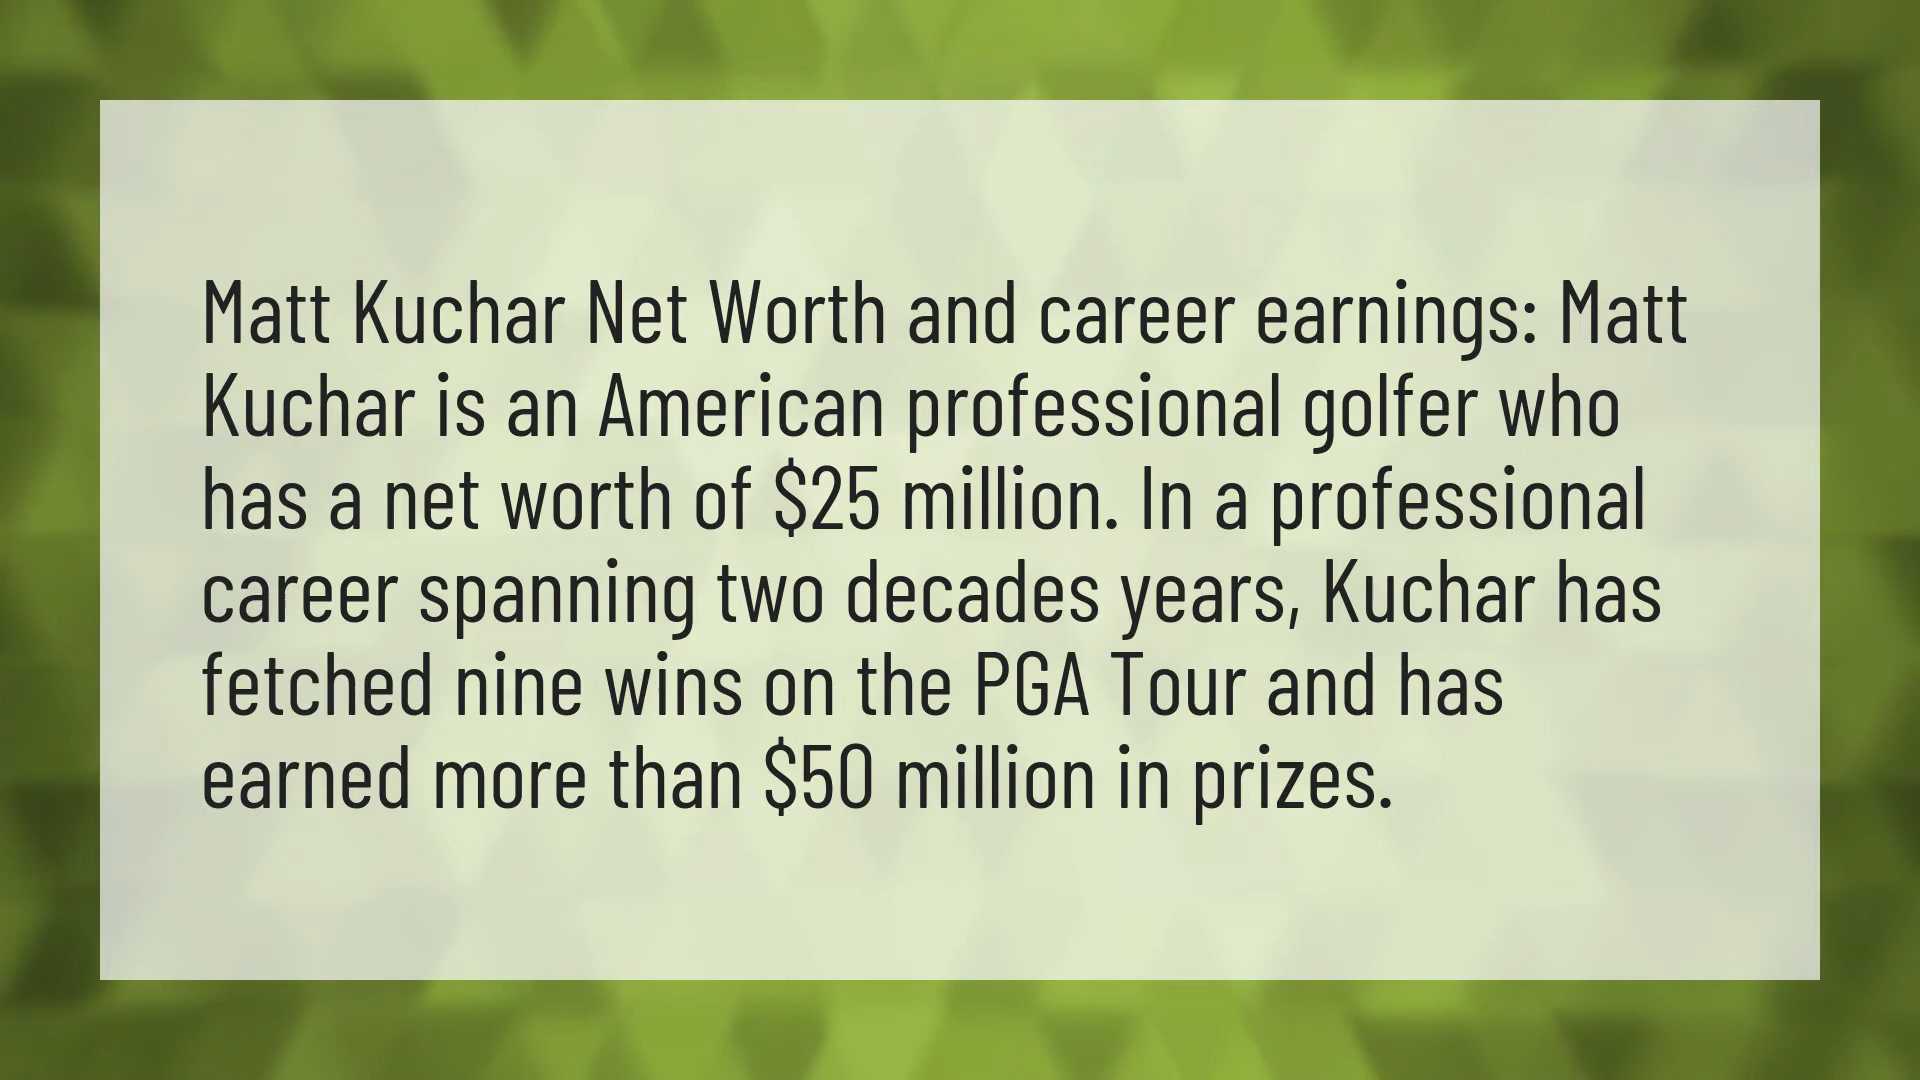 Matt Kuchar Net Worth and career earnings: Matt
Kuchar is an American professional golfer who
has a net worth of $25 million. In a professional
career spanning two decades years, Kuchar has
fetched nine wins on the PGA Tour and has
earned more than $50 million in prizes.